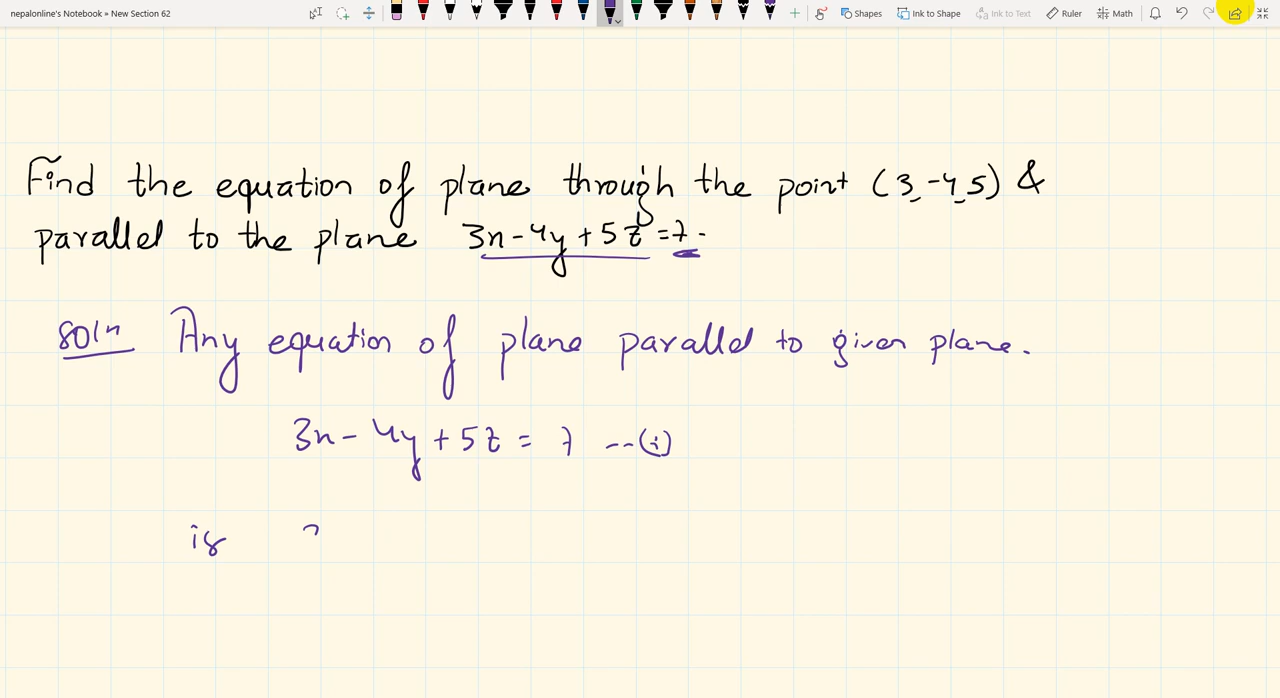 nepalonline's Notebook » New Section 62
Shapes Ink to Shape Ink to Text Ruler Math
Find the equation of plane through the point (3,-4,5) &
parallel to the plane 3x-4y+5z=7.
Soln Any equation of plane parallel to given plane.
3x-4y+5z=7 --(i)
is